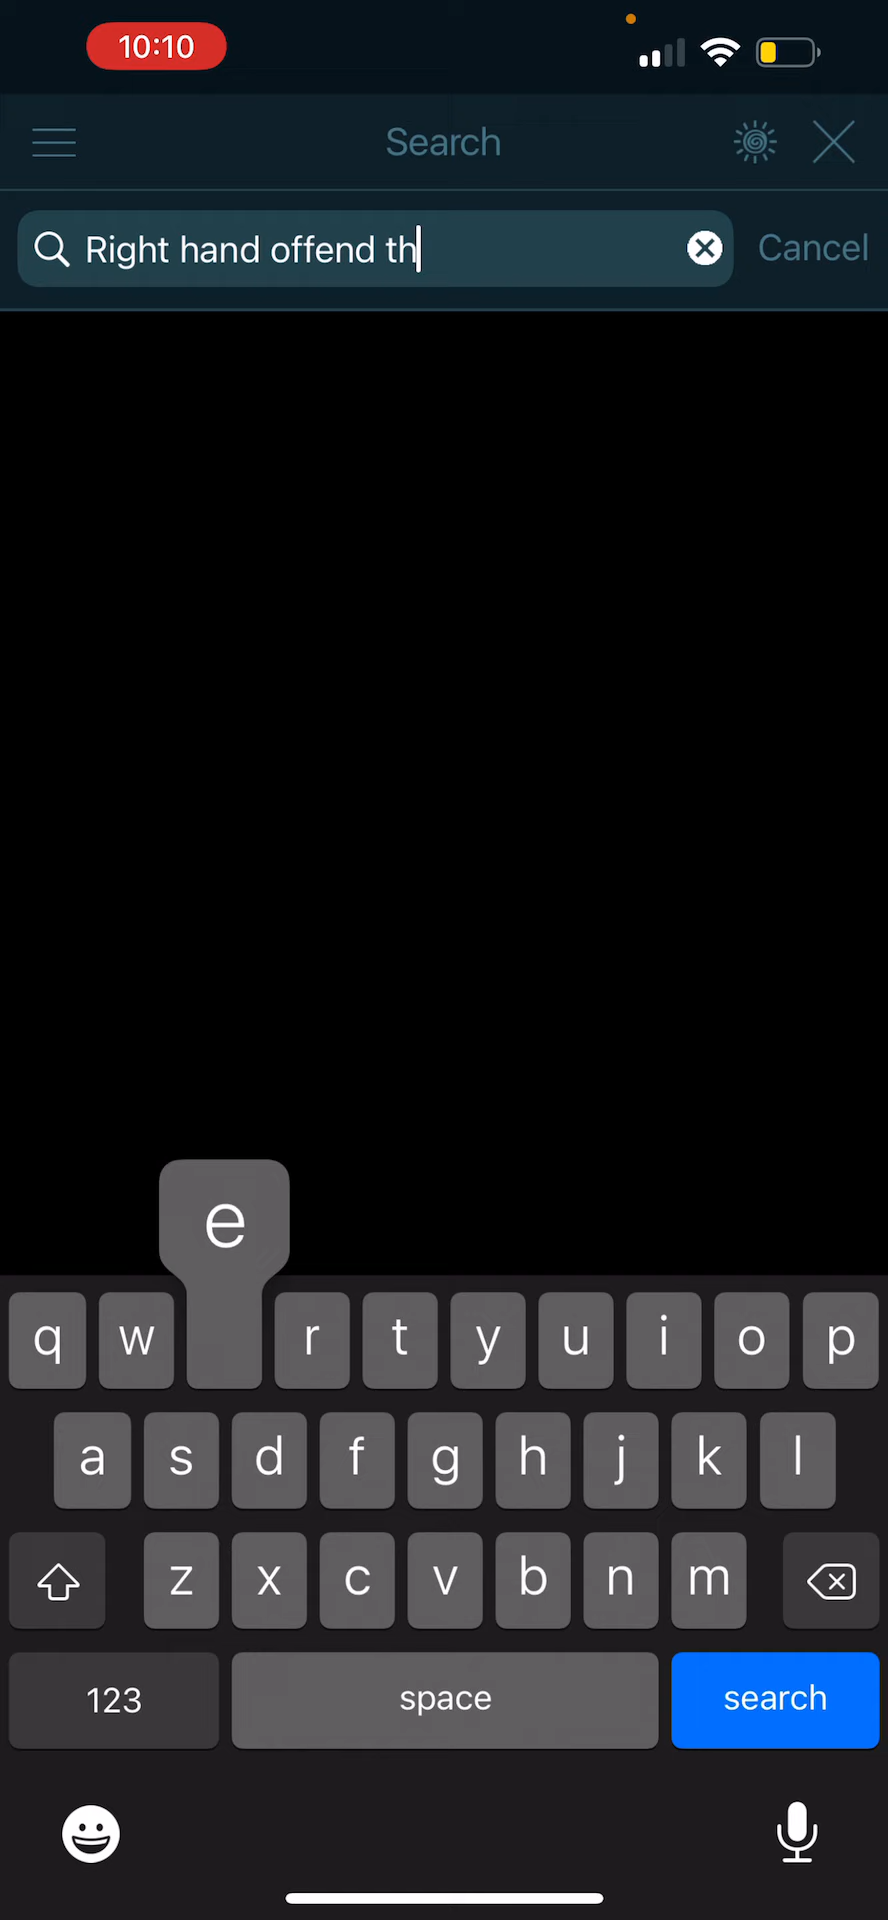 10:10
Search
Right hand offend th
Cancel
e
q w r t y u i o p
a s d f g h j k l
z x c v b n m
123 space search